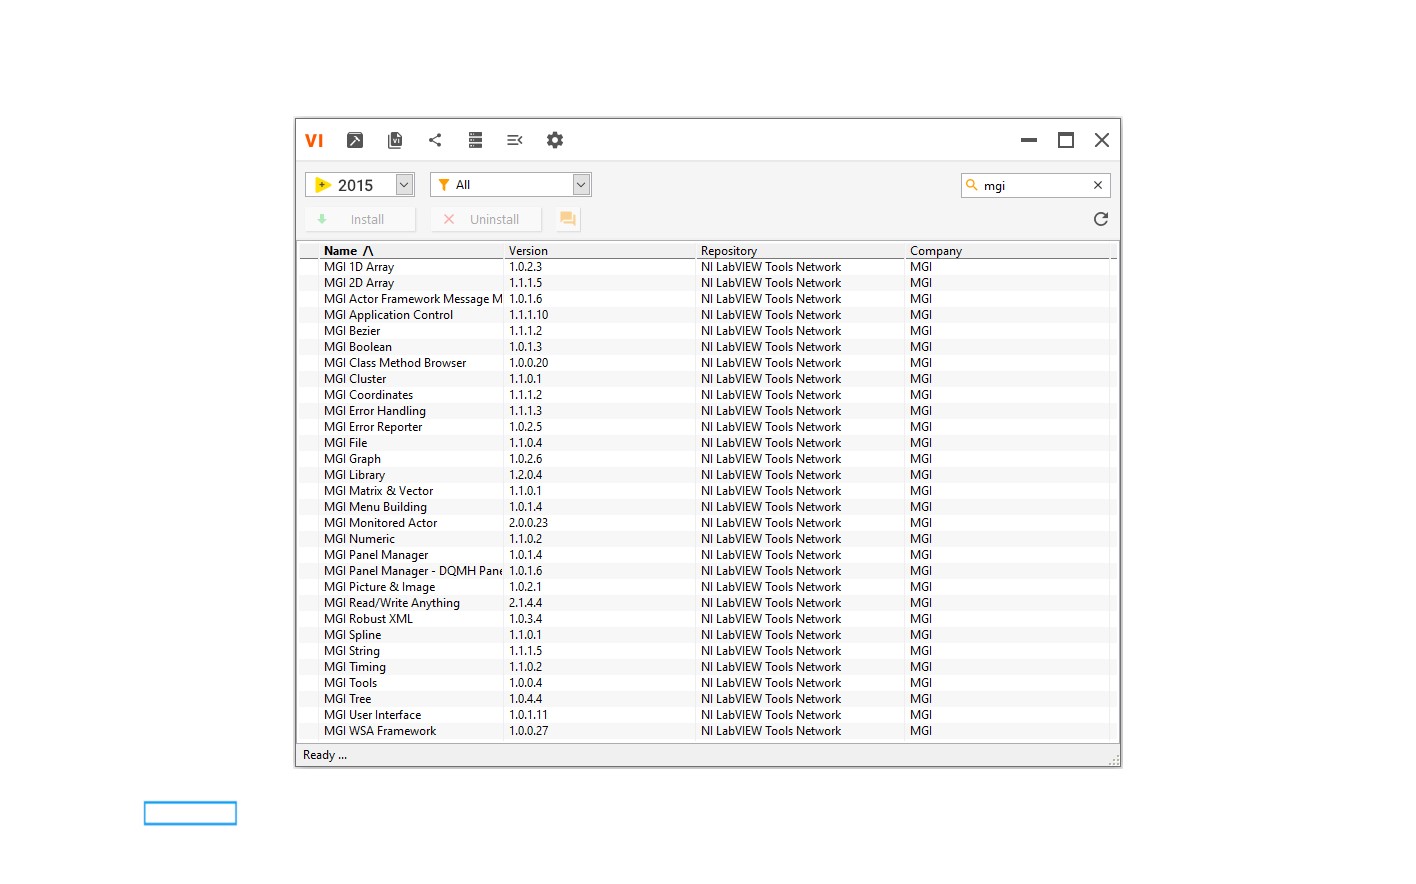 VI
2015 All mgi
Install Uninstall
Name /\ Version Repository Company
MGI 1D Array 1.0.2.3 NI LabVIEW Tools Network MGI
MGI 2D Array 1.1.1.5 NI LabVIEW Tools Network MGI
MGI Actor Framework Message M 1.0.1.6 NI LabVIEW Tools Network MGI
MGI Application Control 1.1.1.10 NI LabVIEW Tools Network MGI
MGI Bezier 1.1.1.2 NI LabVIEW Tools Network MGI
MGI Boolean 1.0.1.3 NI LabVIEW Tools Network MGI
MGI Class Method Browser 1.0.0.20 NI LabVIEW Tools Network MGI
MGI Cluster 1.1.0.1 NI LabVIEW Tools Network MGI
MGI Coordinates 1.1.1.2 NI LabVIEW Tools Network MGI
MGI Error Handling 1.1.1.3 NI LabVIEW Tools Network MGI
MGI Error Reporter 1.0.2.5 NI LabVIEW Tools Network MGI
MGI File 1.1.0.4 NI LabVIEW Tools Network MGI
MGI Graph 1.0.2.6 NI LabVIEW Tools Network MGI
MGI Library 1.2.0.4 NI LabVIEW Tools Network MGI
MGI Matrix & Vector 1.1.0.1 NI LabVIEW Tools Network MGI
MGI Menu Building 1.0.1.4 NI LabVIEW Tools Network MGI
MGI Monitored Actor 2.0.0.23 NI LabVIEW Tools Network MGI
MGI Numeric 1.1.0.2 NI LabVIEW Tools Network MGI
MGI Panel Manager 1.0.1.4 NI LabVIEW Tools Network MGI
MGI Panel Manager - DQMH Pane 1.0.1.6 NI LabVIEW Tools Network MGI
MGI Picture & Image 1.0.2.1 NI LabVIEW Tools Network MGI
MGI Read/Write Anything 2.1.4.4 NI LabVIEW Tools Network MGI
MGI Robust XML 1.0.3.4 NI LabVIEW Tools Network MGI
MGI Spline 1.1.0.1 NI LabVIEW Tools Network MGI
MGI String 1.1.1.5 NI LabVIEW Tools Network MGI
MGI Timing 1.1.0.2 NI LabVIEW Tools Network MGI
MGI Tools 1.0.0.4 NI LabVIEW Tools Network MGI
MGI Tree 1.0.4.4 NI LabVIEW Tools Network MGI
MGI User Interface 1.0.1.11 NI LabVIEW Tools Network MGI
MGI WSA Framework 1.0.0.27 NI LabVIEW Tools Network MGI
Ready ...